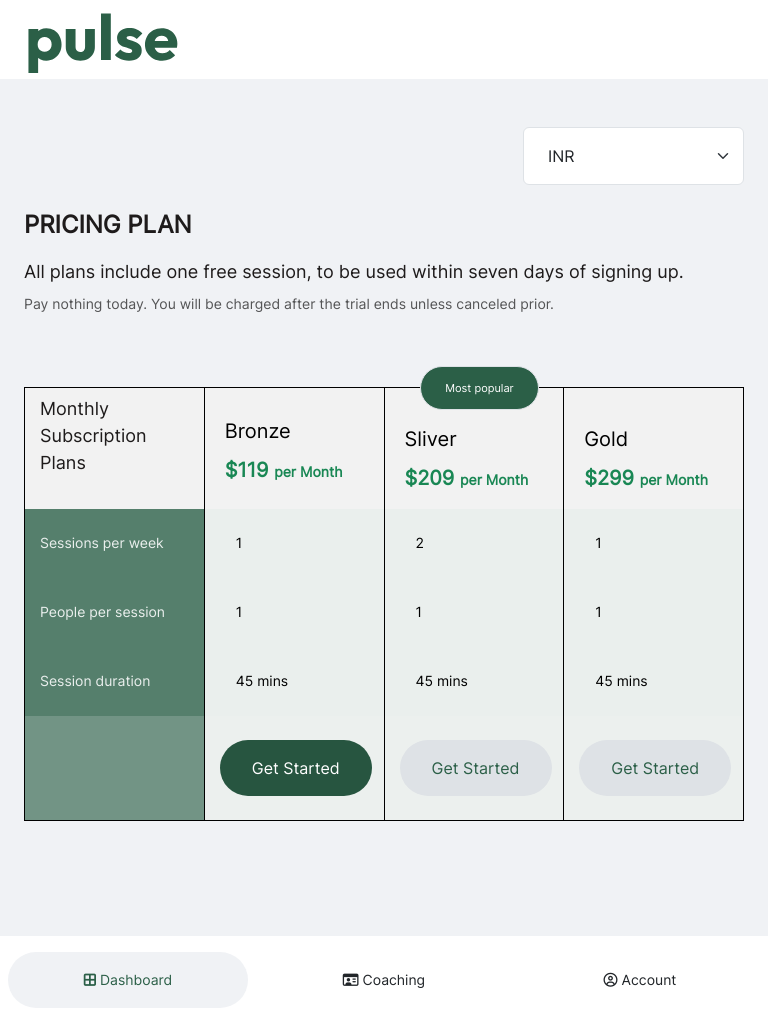 pulse
INR
PRICING PLAN
All plans include one free session, to be used within seven days of signing up.
Pay nothing today. You will be charged after the trial ends unless canceled prior.
Most popular
Monthly
Subscription
Plans
Bronze
$119 per Month
Sliver
$209 per Month
Gold
$299 per Month
Sessions per week
1
2
1
People per session
1
1
1
Session duration
45 mins
45 mins
45 mins
Get Started
Get Started
Get Started
Dashboard
Coaching
Account